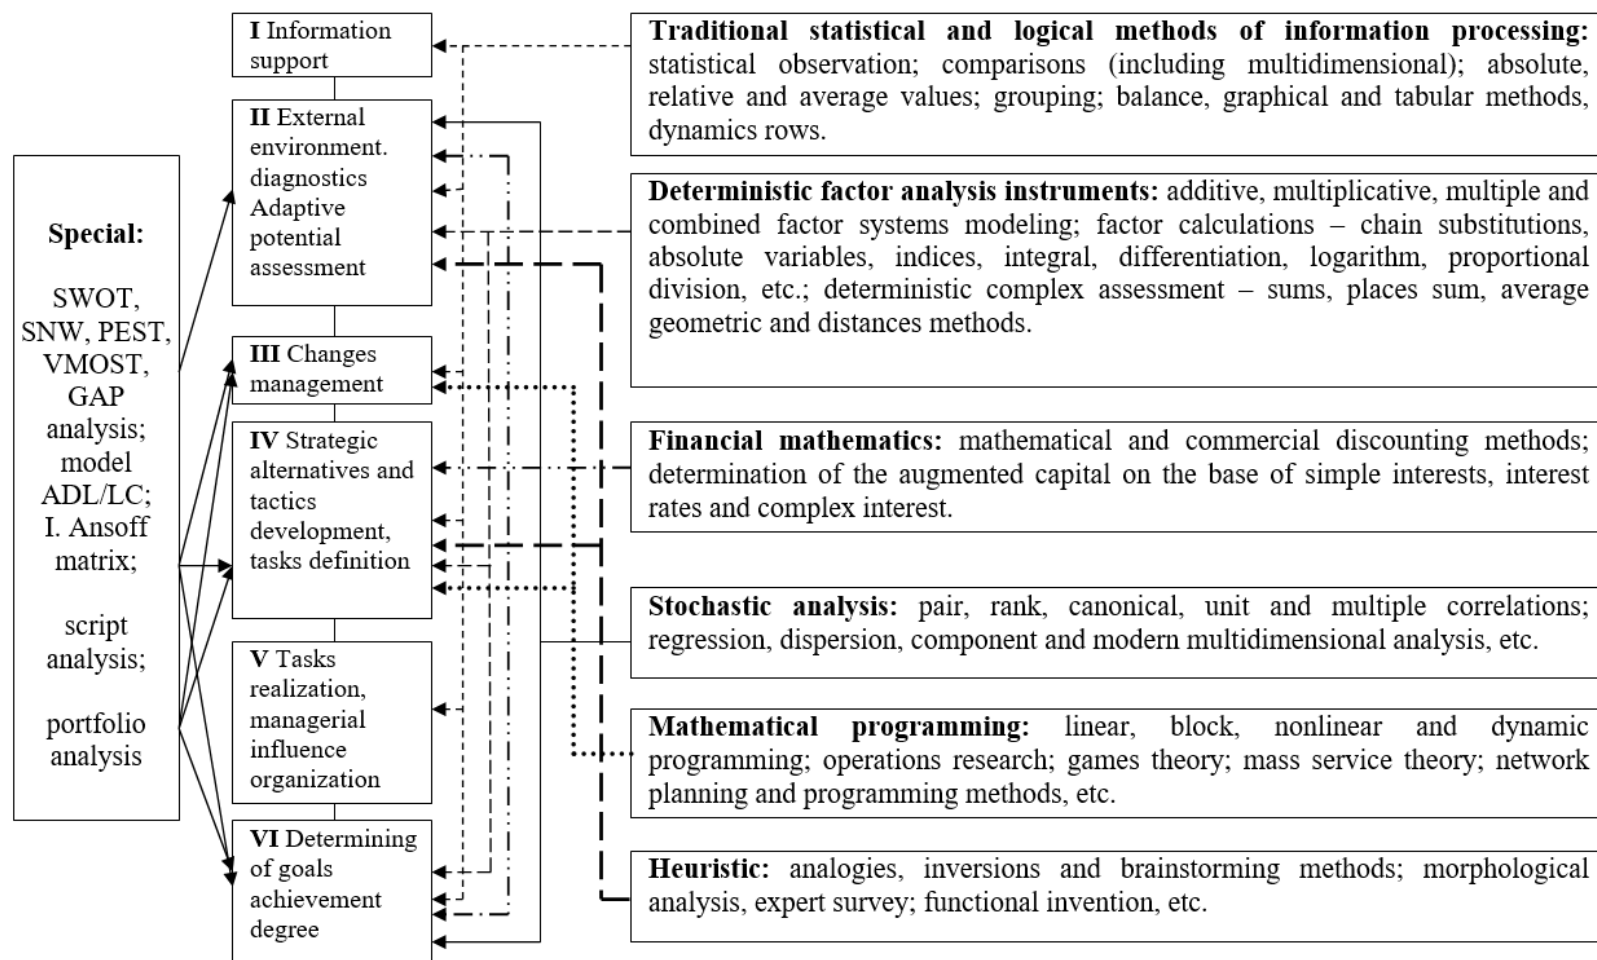 Special:
SWOT,
SNW, PEST,
VMOST,
GAP
analysis;
model
ADL/LC;
I. Ansoff
matrix;
script
analysis;
portfolio
analysis
I Information
support
II External
environment.
diagnostics
Adaptive
potential
assessment
III Changes
management
IV Strategic
alternatives and
tactics
development,
tasks definition
V Tasks
realization,
managerial
influence
organization
VI Determining
of goals
achievement
degree
Traditional statistical and logical methods of information processing:
statistical observation; comparisons (including multidimensional); absolute,
relative and average values; grouping; balance, graphical and tabular methods,
dynamics rows.
Deterministic factor analysis instruments: additive, multiplicative, multiple and
combined factor systems modeling; factor calculations – chain substitutions,
absolute variables, indices, integral, differentiation, logarithm, proportional
division, etc.; deterministic complex assessment – sums, places sum, average
geometric and distances methods.
Financial mathematics: mathematical and commercial discounting methods;
determination of the augmented capital on the base of simple interests, interest
rates and complex interest.
Stochastic analysis: pair, rank, canonical, unit and multiple correlations;
regression, dispersion, component and modern multidimensional analysis, etc.
Mathematical programming: linear, block, nonlinear and dynamic
programming; operations research; games theory; mass service theory; network
planning and programming methods, etc.
Heuristic: analogies, inversions and brainstorming methods; morphological
analysis, expert survey; functional invention, etc.